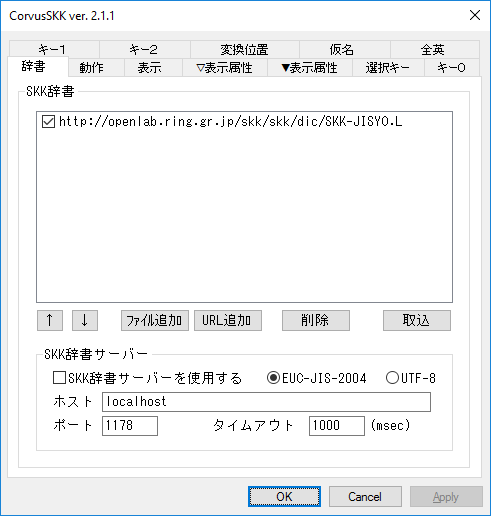 CorvusSKK ver. 2.1.1
キー1 キー2 変換位置 仮名 全英
辞書 動作 表示 ▽表示属性 ▼表示属性 選択キー キー0
SKK辞書
http://openlab.ring.gr.jp/skk/skk/dic/SKK-JISYO.L
↑ ↓ ファイル追加 URL追加 削除 取込
SKK辞書サーバー
SKK辞書サーバーを使用する EUC-JIS-2004 UTF-8
ホスト localhost
ポート 1178 タイムアウト 1000 (msec)
OK Cancel Apply